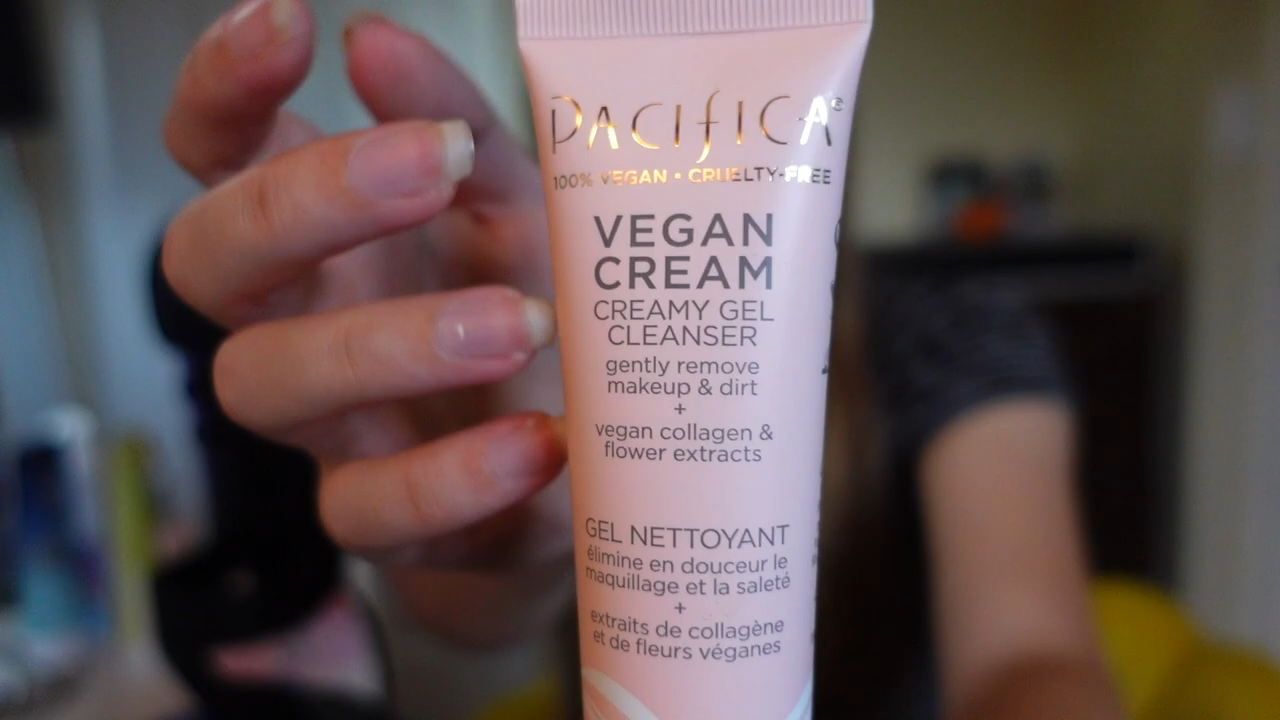 PACIFICA®
100% VEGAN • CRUELTY-FREE
VEGAN
CREAM
CREAMY GEL
CLEANSER
gently remove
makeup & dirt
+
vegan collagen &
flower extracts
GEL NETTOYANT
élimine en douceur le
maquillage et la saleté
+
extraits de collagène
et de fleurs véganes